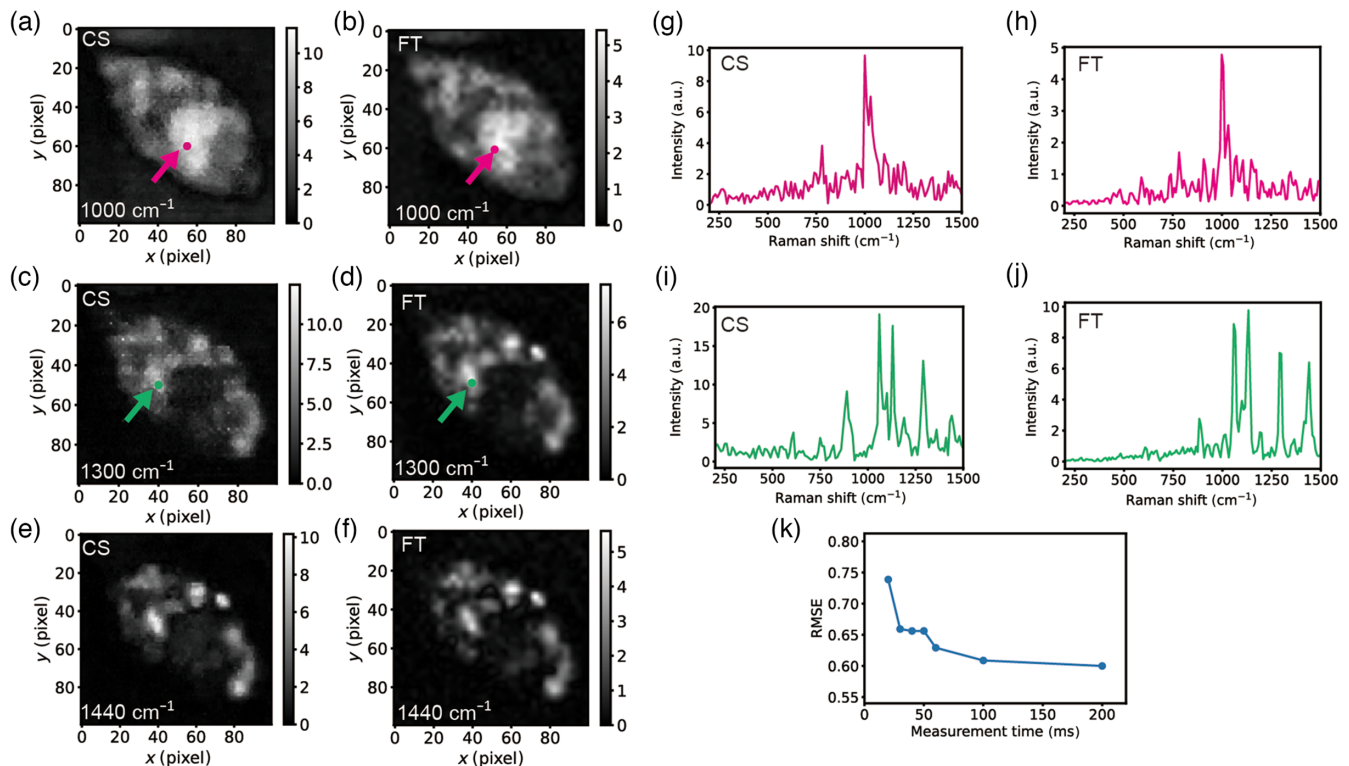 (a)
CS
1000 cm⁻¹
0
20
40
60
80
y (pixel)
0 20 40 60 80
x (pixel)
10
8
6
4
2
0
(b)
FT
1000 cm⁻¹
0
20
40
60
80
y (pixel)
0 20 40 60 80
x (pixel)
5
4
3
2
1
0
(g)
CS
10
8
6
4
2
0
Intensity (a.u.)
250 500 750 1000 1250 1500
Raman shift (cm⁻¹)
(h)
FT
5
4
3
2
1
0
Intensity (a.u.)
250 500 750 1000 1250 1500
Raman shift (cm⁻¹)
(c)
CS
1300 cm⁻¹
0
20
40
60
80
y (pixel)
0 20 40 60 80
x (pixel)
10.0
7.5
5.0
2.5
0.0
(d)
FT
1300 cm⁻¹
0
20
40
60
80
y (pixel)
0 20 40 60 80
x (pixel)
6
4
2
0
(i)
CS
20
15
10
5
0
Intensity (a.u.)
250 500 750 1000 1250 1500
Raman shift (cm⁻¹)
(j)
FT
10
8
6
4
2
0
Intensity (a.u.)
250 500 750 1000 1250 1500
Raman shift (cm⁻¹)
(e)
CS
1440 cm⁻¹
0
20
40
60
80
y (pixel)
0 20 40 60 80
x (pixel)
10
8
6
4
2
0
(f)
FT
1440 cm⁻¹
0
20
40
60
80
y (pixel)
0 20 40 60 80
x (pixel)
5
4
3
2
1
0
(k)
0.80
0.75
0.70
0.65
0.60
0.55
RMSE
0 50 100 150 200
Measurement time (ms)